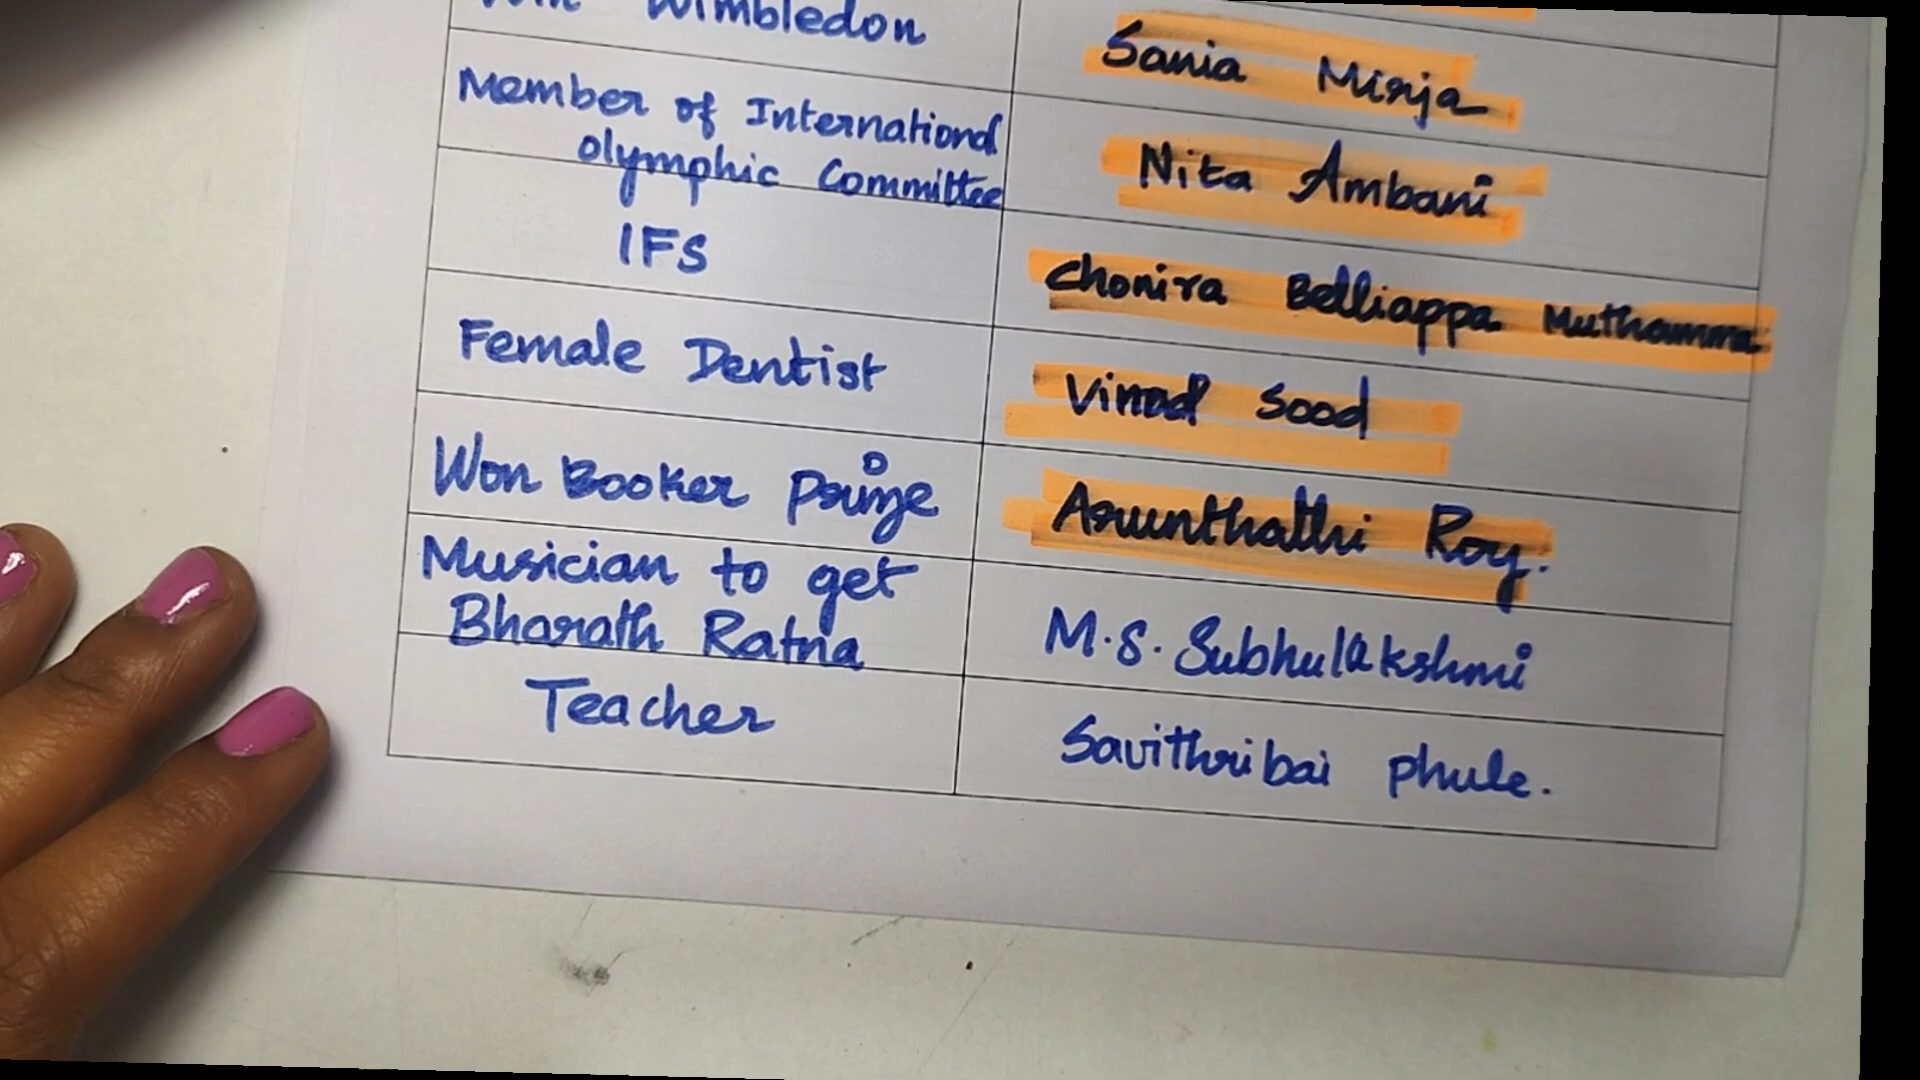 Wimbledon
Sania Mirja
Member of International
olymphic Committee
Nita Ambani
IFS
Chonira Belliappa Muthamma
Female Dentist
Vimal Sood
Won Booker Prize
Arunthathi Roy.
Musician to get
Bharath Ratna
M.S. Subhulakshmi
Teacher
Savithribai phule.